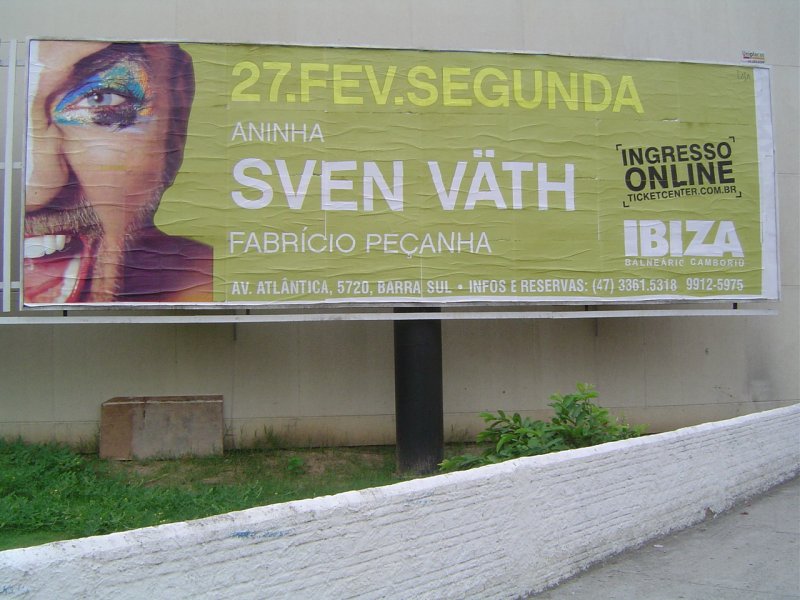 27.FEV.SEGUNDA
ANINHA
SVEN VÄTH
FABRÍCIO PEÇANHA
AV. ATLÂNTICA, 5720, BARRA SUL • INFOS E RESERVAS: (47) 3361.5318 9912-5975
INGRESSO
ONLINE
TICKETCENTER.COM.BR
IBIZA
BALNEÁRIO CAMBORIÚ